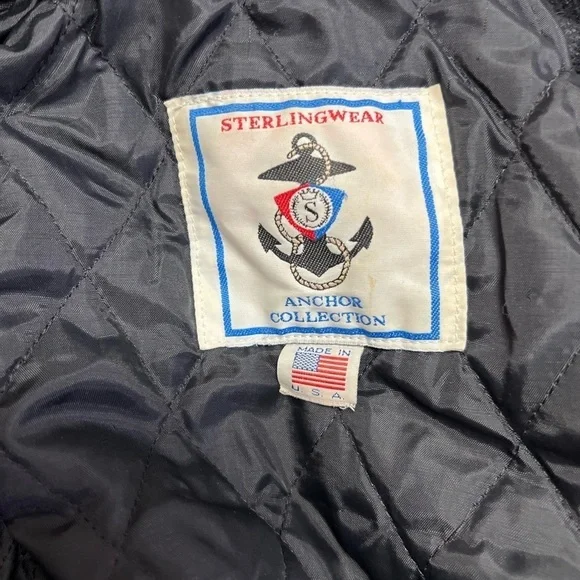 STERLINGWEAR
S
ANCHOR
COLLECTION
MADE IN
U. S. A.